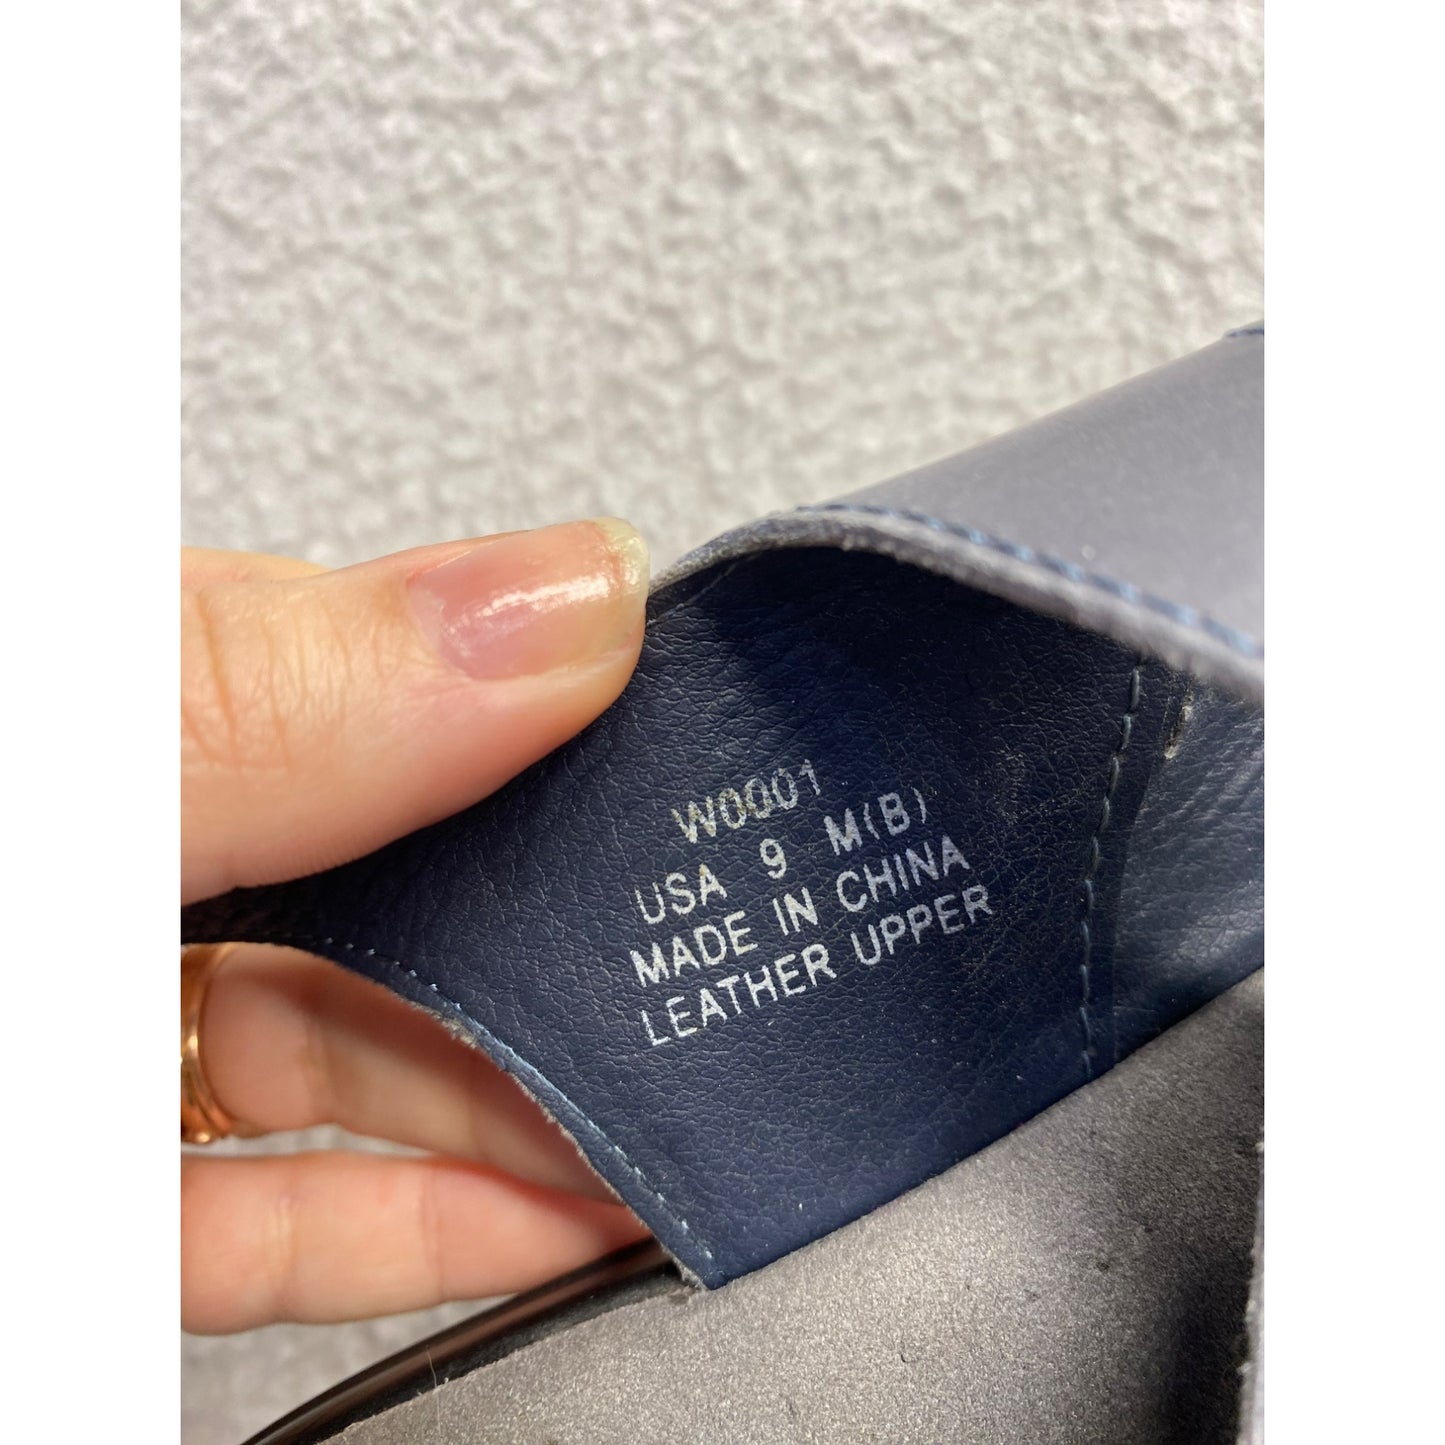 W0001
USA 9 M(B)
MADE IN CHINA
LEATHER UPPER